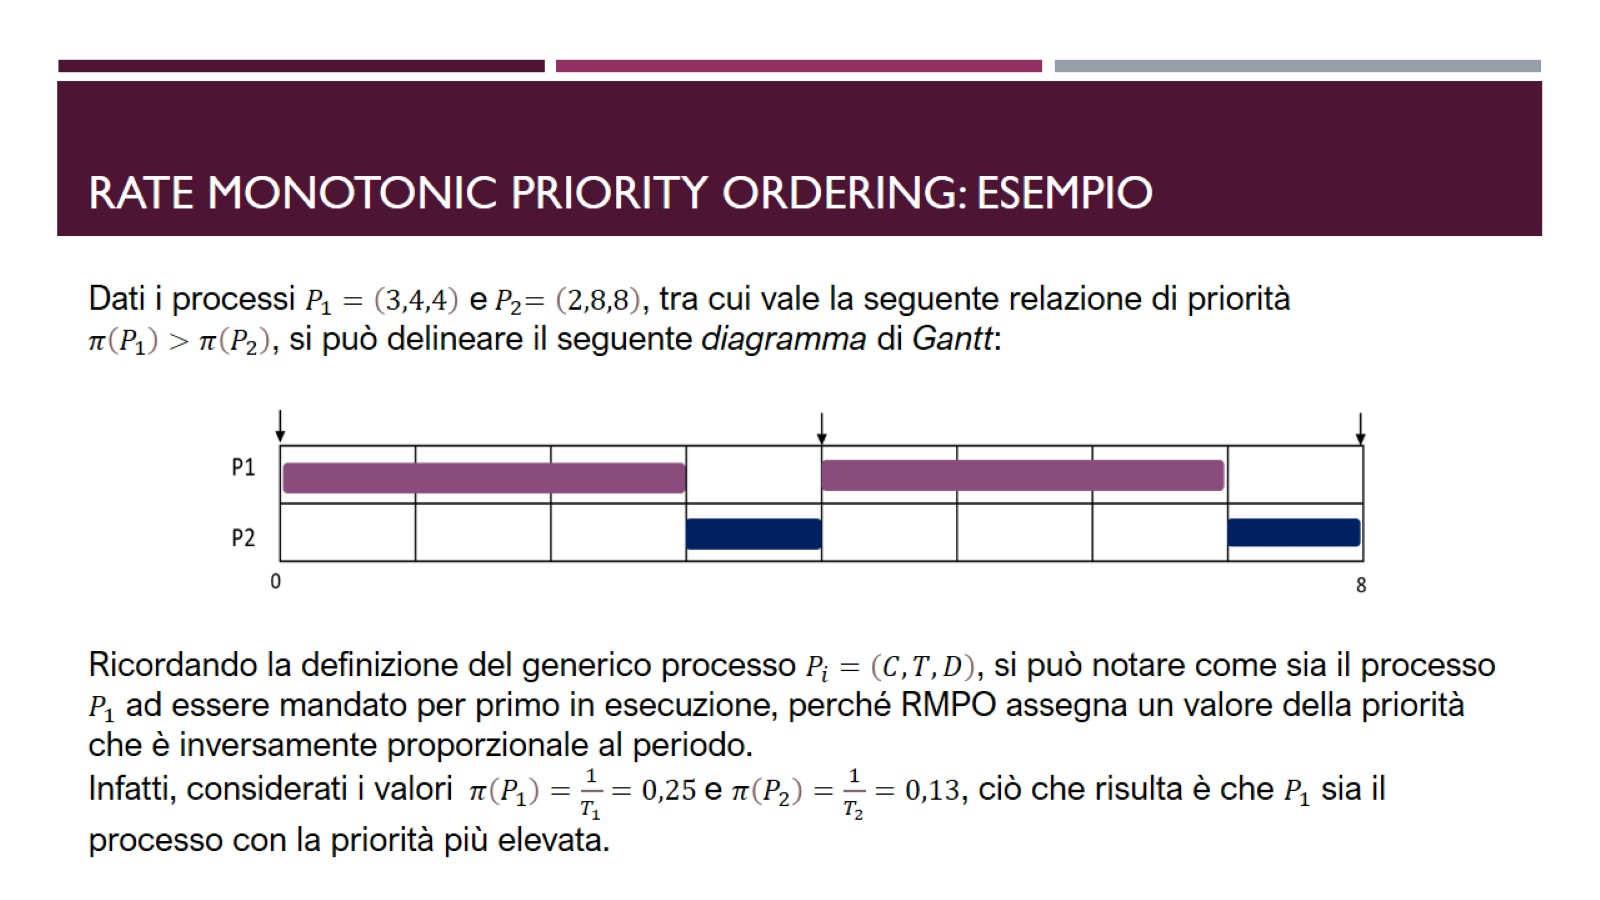 RATE MONOTONIC PRIORITY ORDERING: ESEMPIO
Dati i processi P₁ = (3,4,4) e P₂= (2,8,8), tra cui vale la seguente relazione di priorità
π(P₁) > π(P₂), si può delineare il seguente diagramma di Gantt:
P1
P2
0
8
Ricordando la definizione del generico processo Pᵢ = (C, T, D), si può notare come sia il processo
P₁ ad essere mandato per primo in esecuzione, perché RMPO assegna un valore della priorità
che è inversamente proporzionale al periodo.
Infatti, considerati i valori π(P₁) = 1/T₁ = 0,25 e π(P₂) = 1/T₂ = 0,13, ciò che risulta è che P₁ sia il
processo con la priorità più elevata.